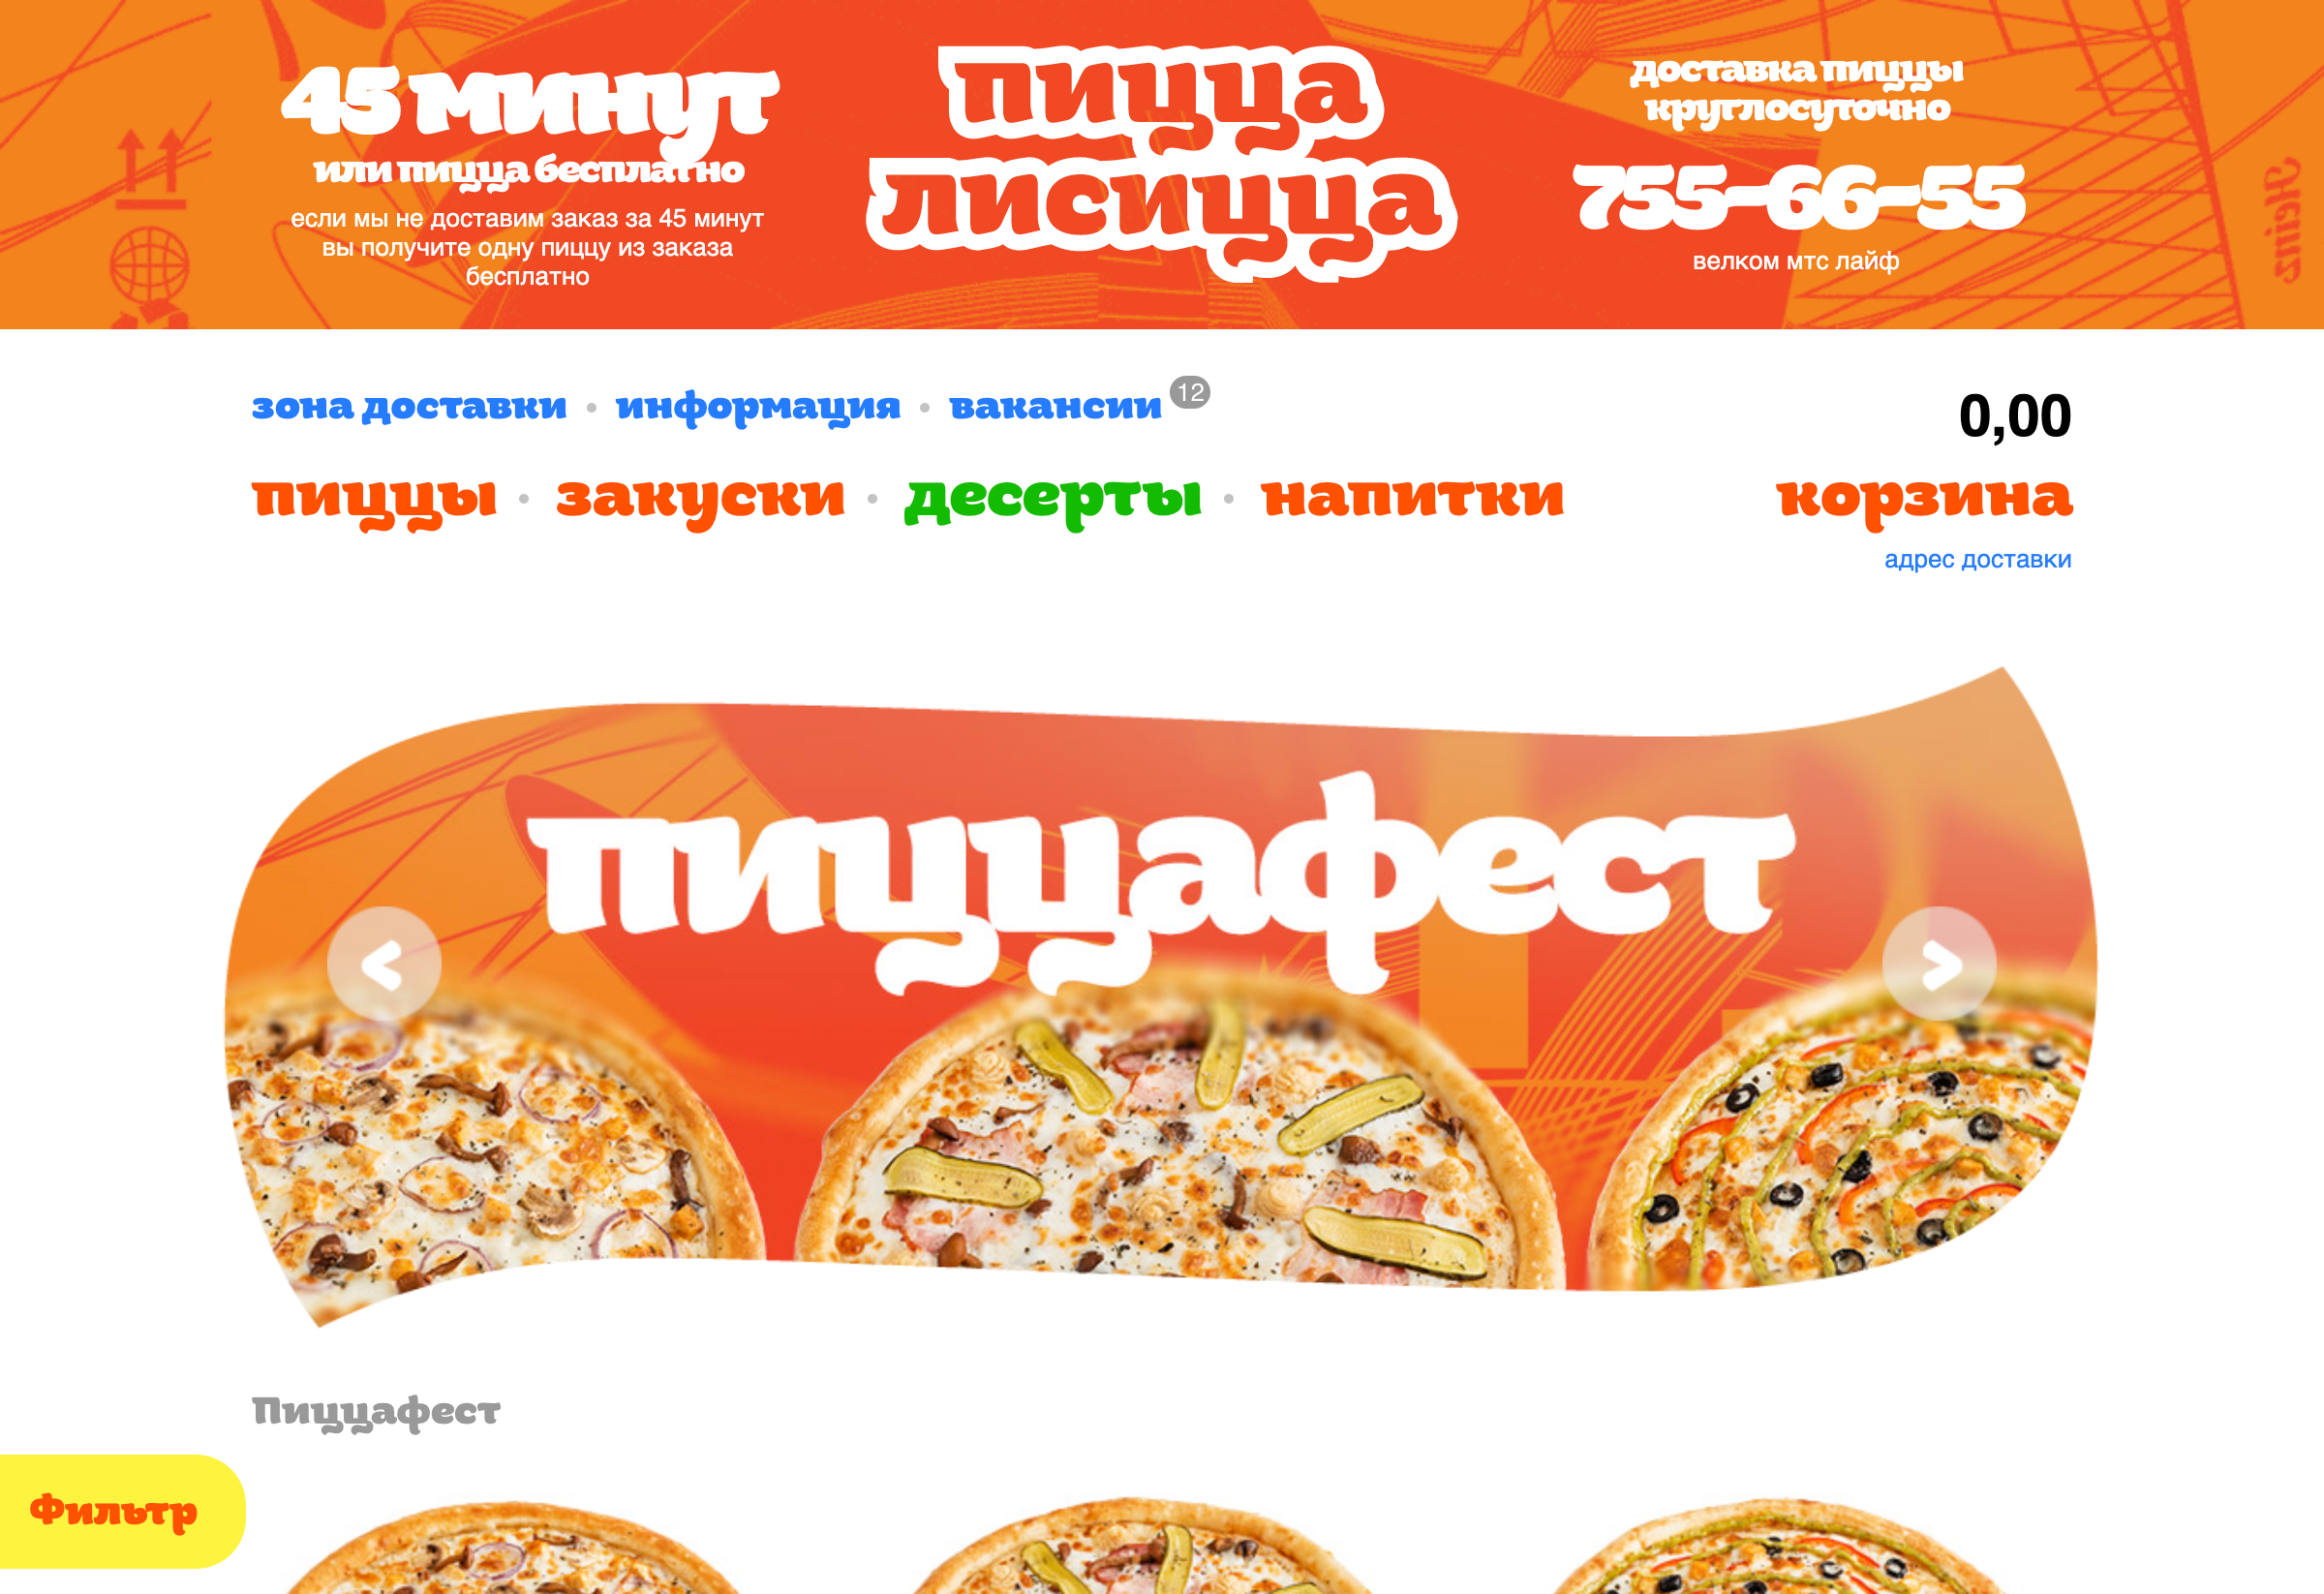 45 минут
или пицца бесплатно
если мы не доставим заказ за 45 минут
вы получите одну пиццу из заказа
бесплатно
пицца
лисицца
доставка пиццы
круглосуточно
755-66-55
велком мтс лайф
зона доставки • информация • вакансии 12
0,00
пиццы • закуски • десерты • напитки
корзина
адрес доставки
пиццафест
Пиццафест
Фильтр